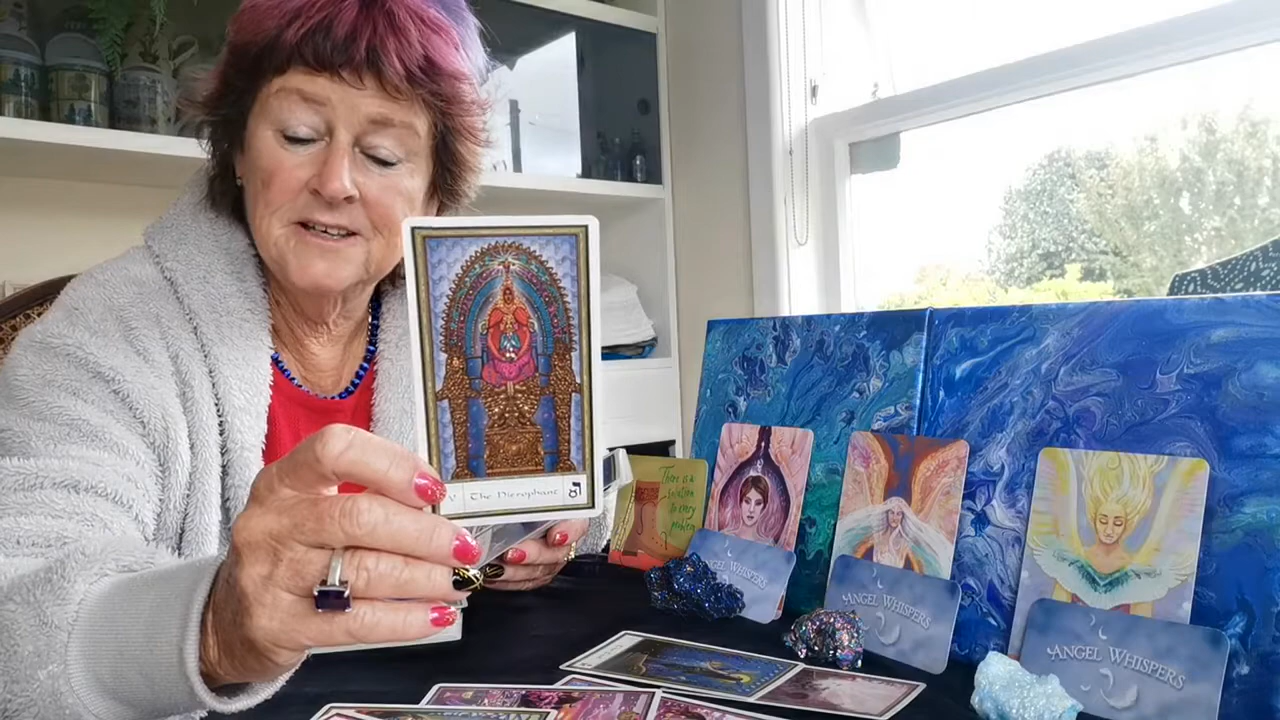 V The Hierophant
There is a
solution
to every
problem
ANGEL WHISPERS
ANGEL WHISPERS
ANGEL WHISPERS